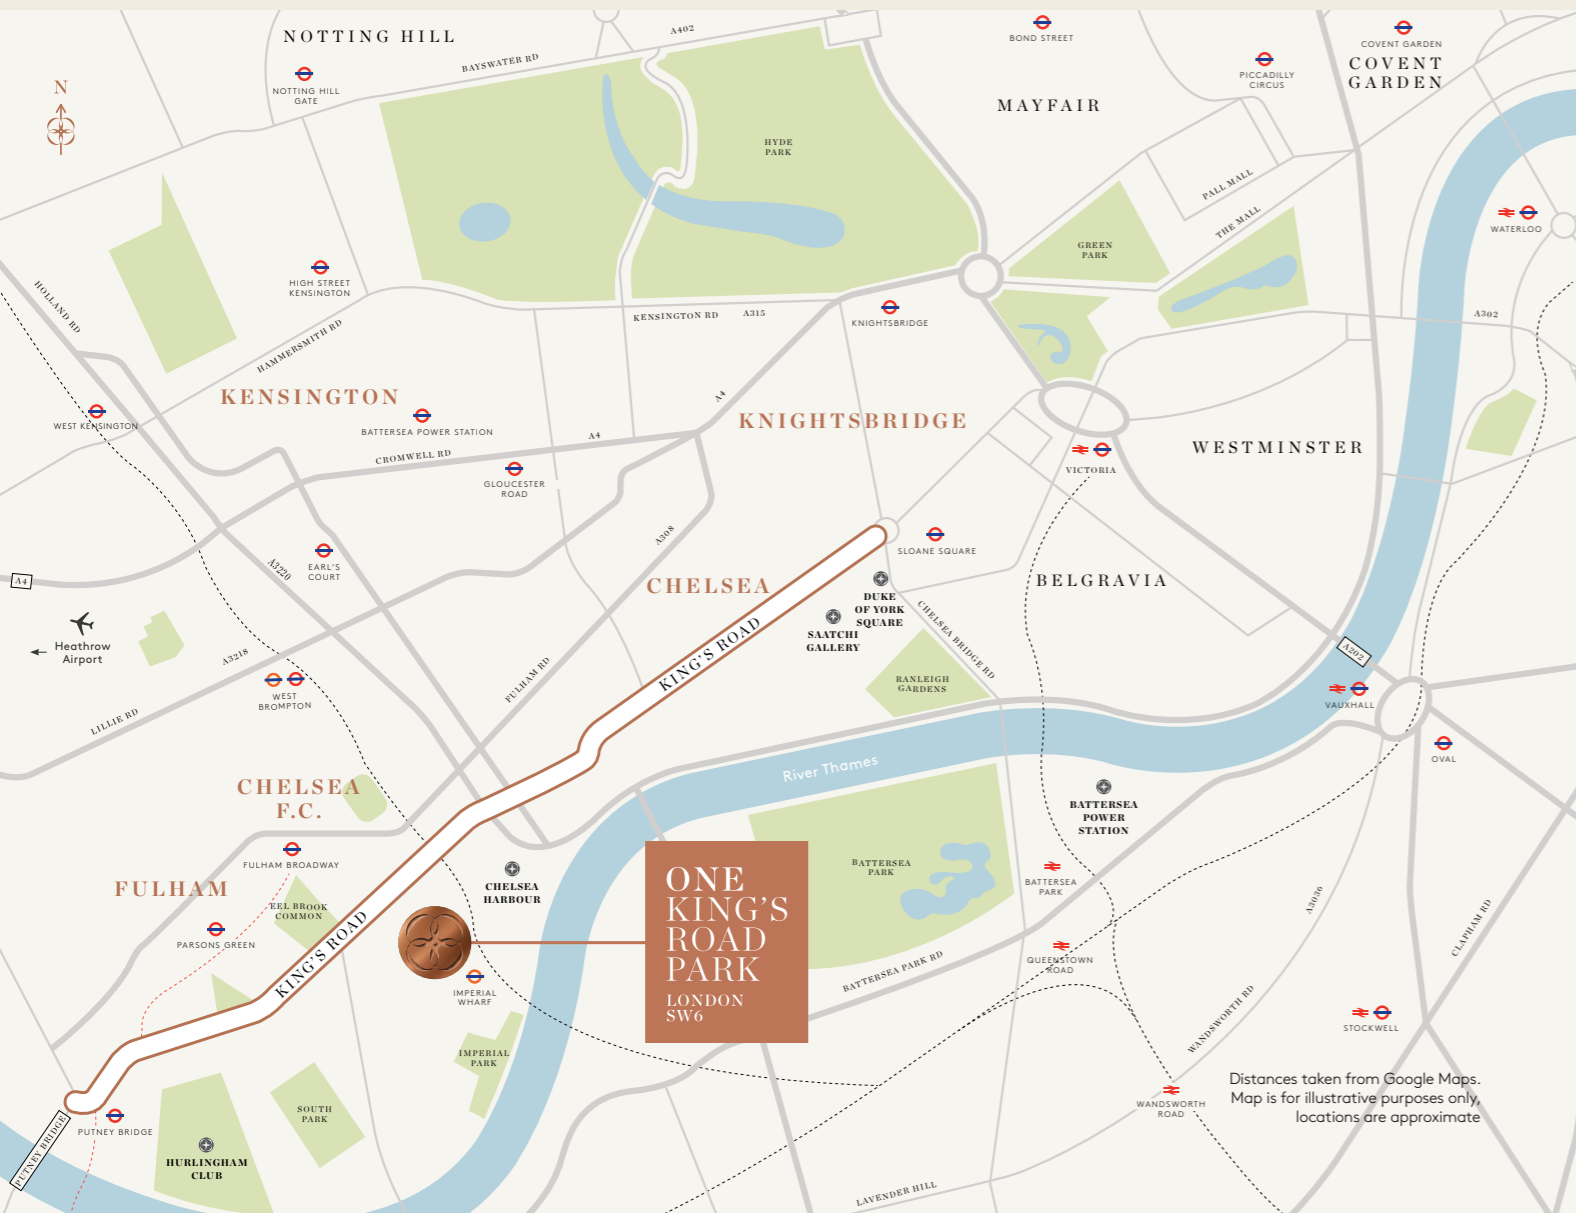 A402
BOND STREET
COVENT GARDEN
NOTTING HILL
COVENT
GARDEN
BAYSWATER RD
PICCADILLY
CIRCUS
N
NOTTING HILL
GATE
MAYFAIR
HYDE
PARK
PALL MALL
THE MALL
WATERLOO
GREEN
PARK
HIGH STREET
KENSINGTON
HOLLAND RD
KENSINGTON RD
A315
KNIGHTSBRIDGE
A302
HAMMERSMITH RD
KENSINGTON
A4
WEST KENSINGTON
BATTERSEA POWER STATION
KNIGHTSBRIDGE
A4
WESTMINSTER
CROMWELL RD
VICTORIA
GLOUCESTER
ROAD
A308
SLOANE SQUARE
EARL'S
COURT
A3220
A4
CHELSEA
BELGRAVIA
DUKE
OF YORK
SQUARE
SAATCHI
GALLERY
CHELSEA BRIDGE RD
KING'S ROAD
Heathrow
Airport
A3218
A202
FULHAM RD
RANLEIGH
GARDENS
WEST
BROMPTON
VAUXHALL
LILLIE RD
OVAL
River Thames
CHELSEA
F.C.
BATTERSEA
POWER
STATION
FULHAM BROADWAY
BATTERSEA
PARK
BATTERSEA
PARK
FULHAM
CHELSEA
HARBOUR
A3036
EEL BROOK
COMMON
ONE
KING'S
ROAD
PARK
LONDON
SW6
PARSONS GREEN
CLAPHAM RD
KING'S ROAD
QUEENSTOWN
ROAD
BATTERSEA PARK RD
IMPERIAL
WHARF
WANDSWORTH RD
STOCKWELL
IMPERIAL
PARK
Distances taken from Google Maps.
Map is for illustrative purposes only,
locations are approximate
SOUTH
PARK
WANDSWORTH
ROAD
PUTNEY BRIDGE
PUTNEY BRIDGE
HURLINGHAM
CLUB
LAVENDER HILL